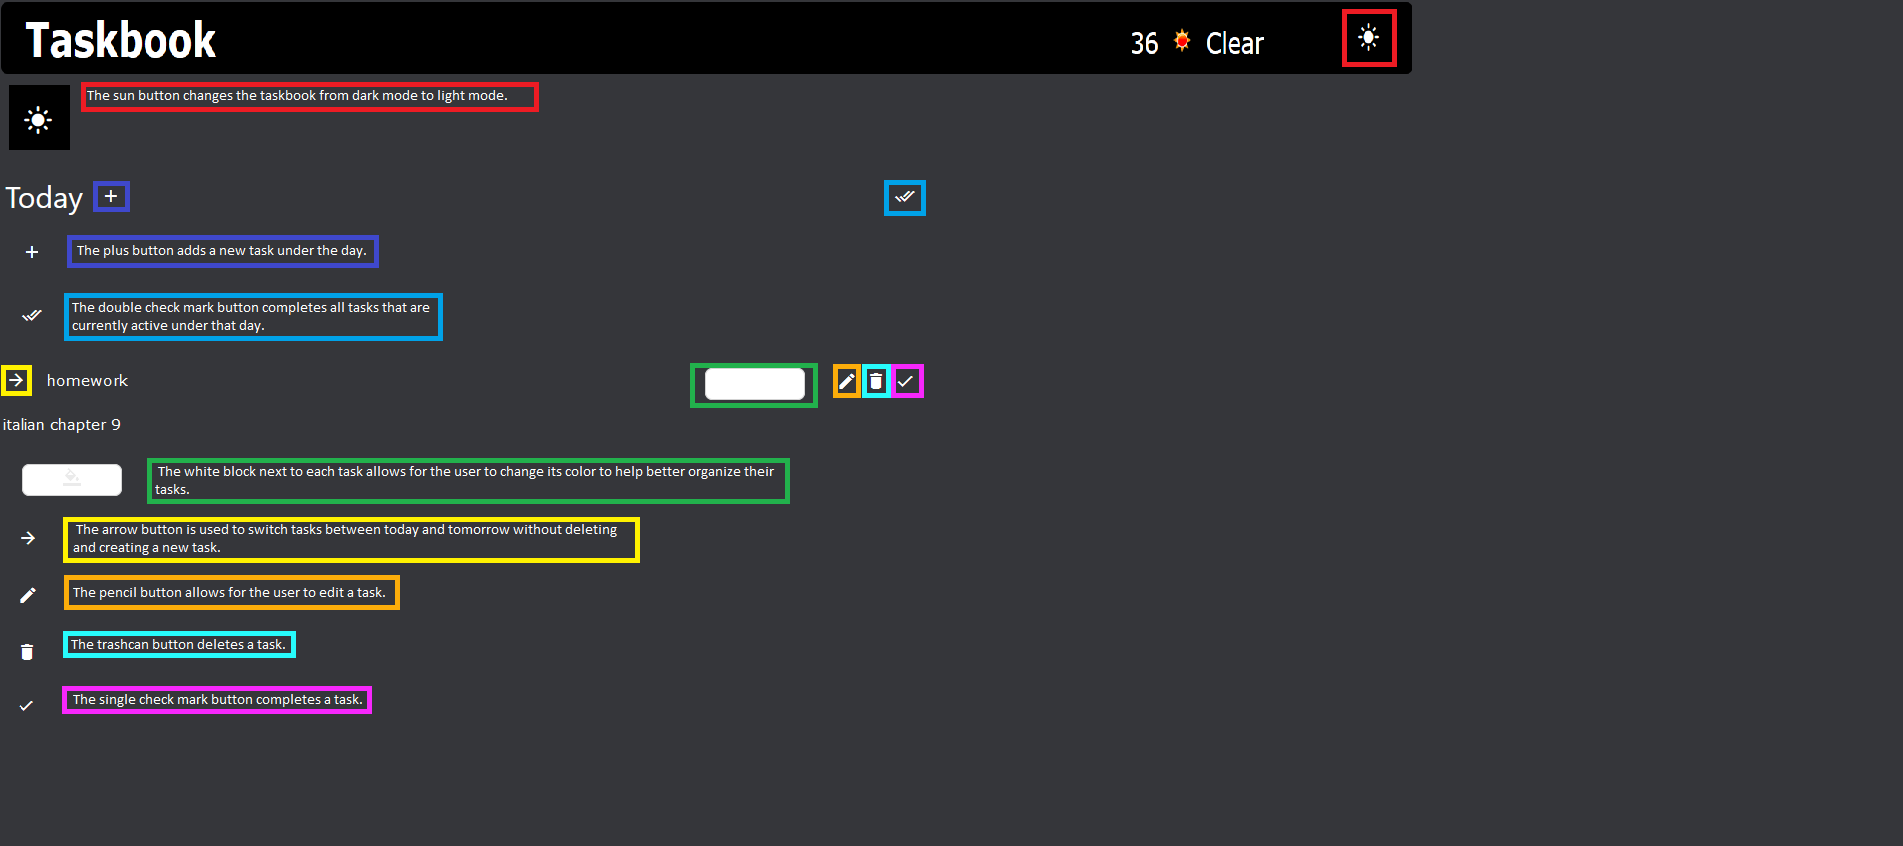 Taskbook
36 Clear
The sun button changes the taskbook from dark mode to light mode.
Today
The plus button adds a new task under the day.
The double check mark button completes all tasks that are
currently active under that day.
homework
italian chapter 9
The white block next to each task allows for the user to change its color to help better organize their
tasks.
The arrow button is used to switch tasks between today and tomorrow without deleting
and creating a new task.
The pencil button allows for the user to edit a task.
The trashcan button deletes a task.
The single check mark button completes a task.